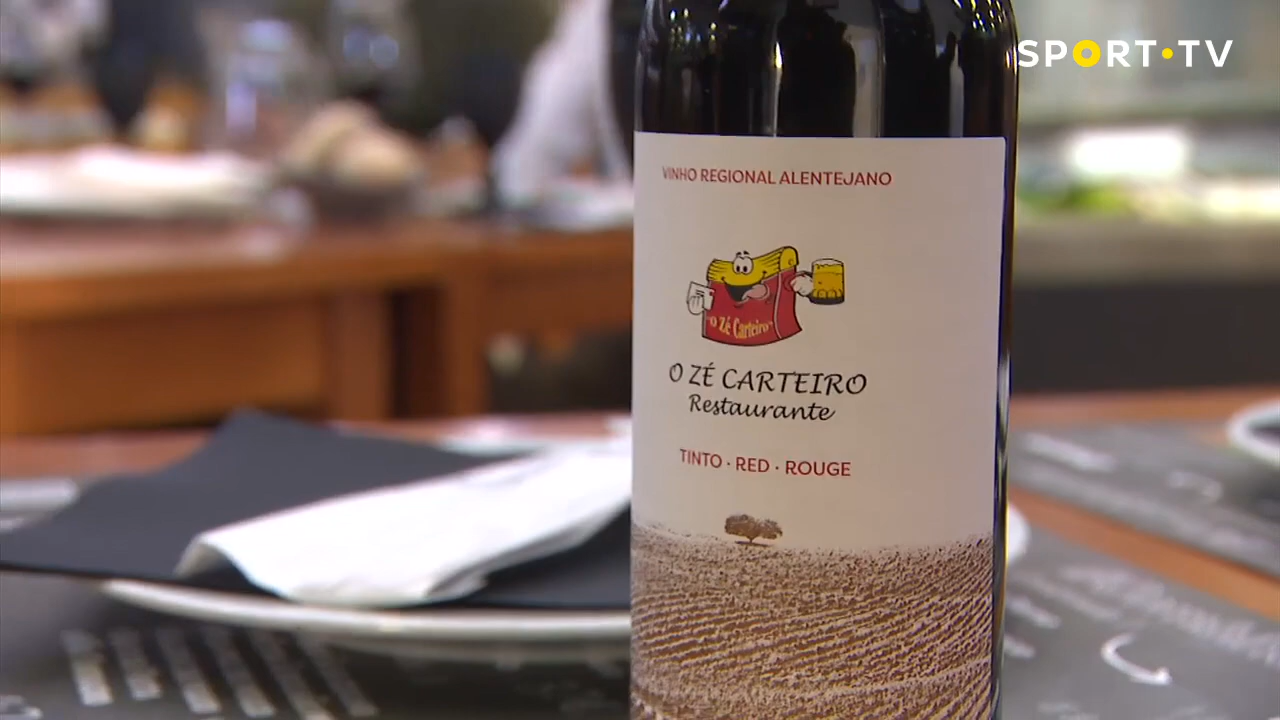 SPORT·TV
VINHO REGIONAL ALENTEJANO
"O Zé Carteiro"
O ZÉ CARTEIRO
Restaurante
TINTO · RED · ROUGE